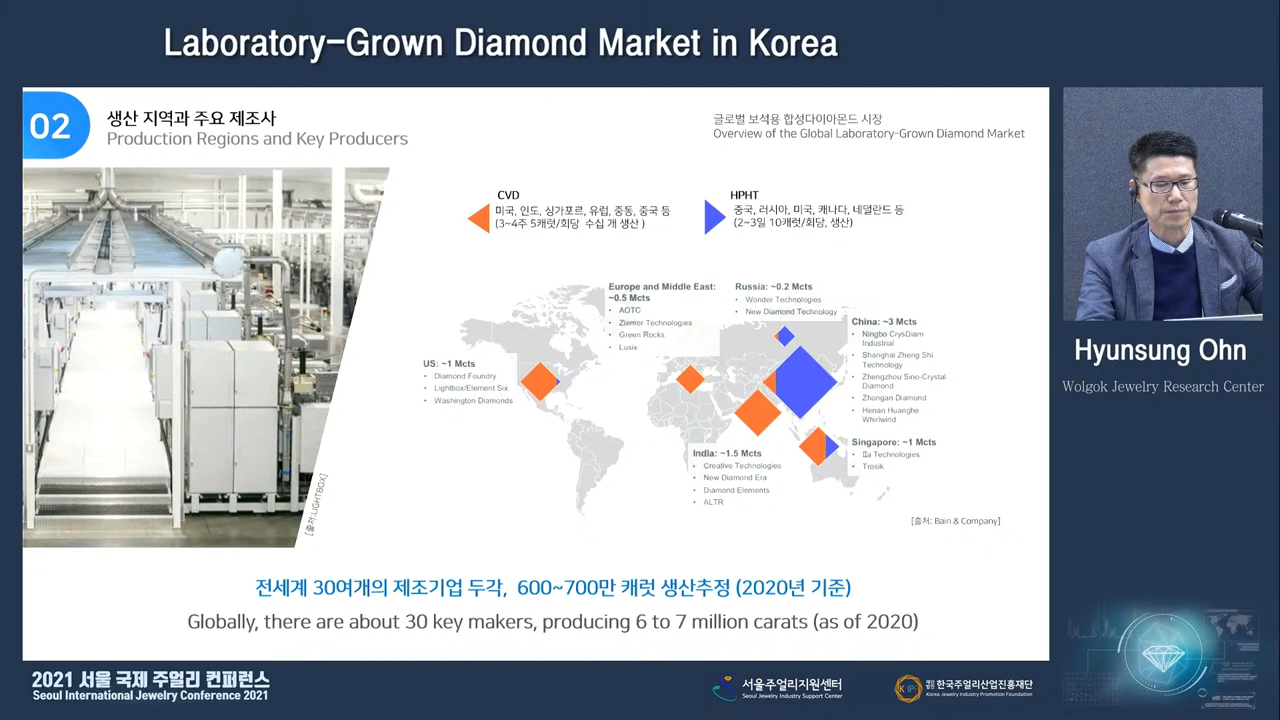 Laboratory-Grown Diamond Market in Korea
02
생산 지역과 주요 제조사
Production Regions and Key Producers
글로벌 보석용 합성다이아몬드 시장
Overview of the Global Laboratory-Grown Diamond Market
CVD
미국, 인도, 싱가포르, 유럽, 중동, 중국 등
(3~4주 5캐럿/회당 수십 개 생산 )
HPHT
중국, 러시아, 미국, 캐나다, 네덜란드 등
(2~3일 10캐럿/회당, 생산)
Europe and Middle East:
~0.5 Mcts
• AOTC
• Ziemer Technologies
• Green Rocks
• Lusix
Russia: ~0.2 Mcts
• Wonder Technologies
• New Diamond Technology
China: ~3 Mcts
• Ningbo CrysDiam
Industrial
• Shanghai Zheng Shi
Technology
• Zhengzhou Sino-Crystal
Diamond
• Zhongan Diamond
• Henan Huanghe
Whirlwind
US: ~1 Mcts
• Diamond Foundry
• Lightbox/Element Six
• Washington Diamonds
India: ~1.5 Mcts
• Creative Technologies
• New Diamond Era
• Diamond Elements
• ALTR
Singapore: ~1 Mcts
• IIa Technologies
• Trosik
[출처:LIGHTBOX]
[출처: Bain & Company]
전세계 30여개의 제조기업 두각, 600~700만 캐럿 생산추정 (2020년 기준)
Globally, there are about 30 key makers, producing 6 to 7 million carats (as of 2020)
Hyunsung Ohn
Wolgok Jewelry Research Center
2021 서울 국제 주얼리 컨퍼런스
Seoul International Jewelry Conference 2021
서울주얼리지원센터
Seoul Jewelry Industry Support Center
재단법인 한국주얼리산업진흥재단
Korea Jewelry Industry Promotion Foundation